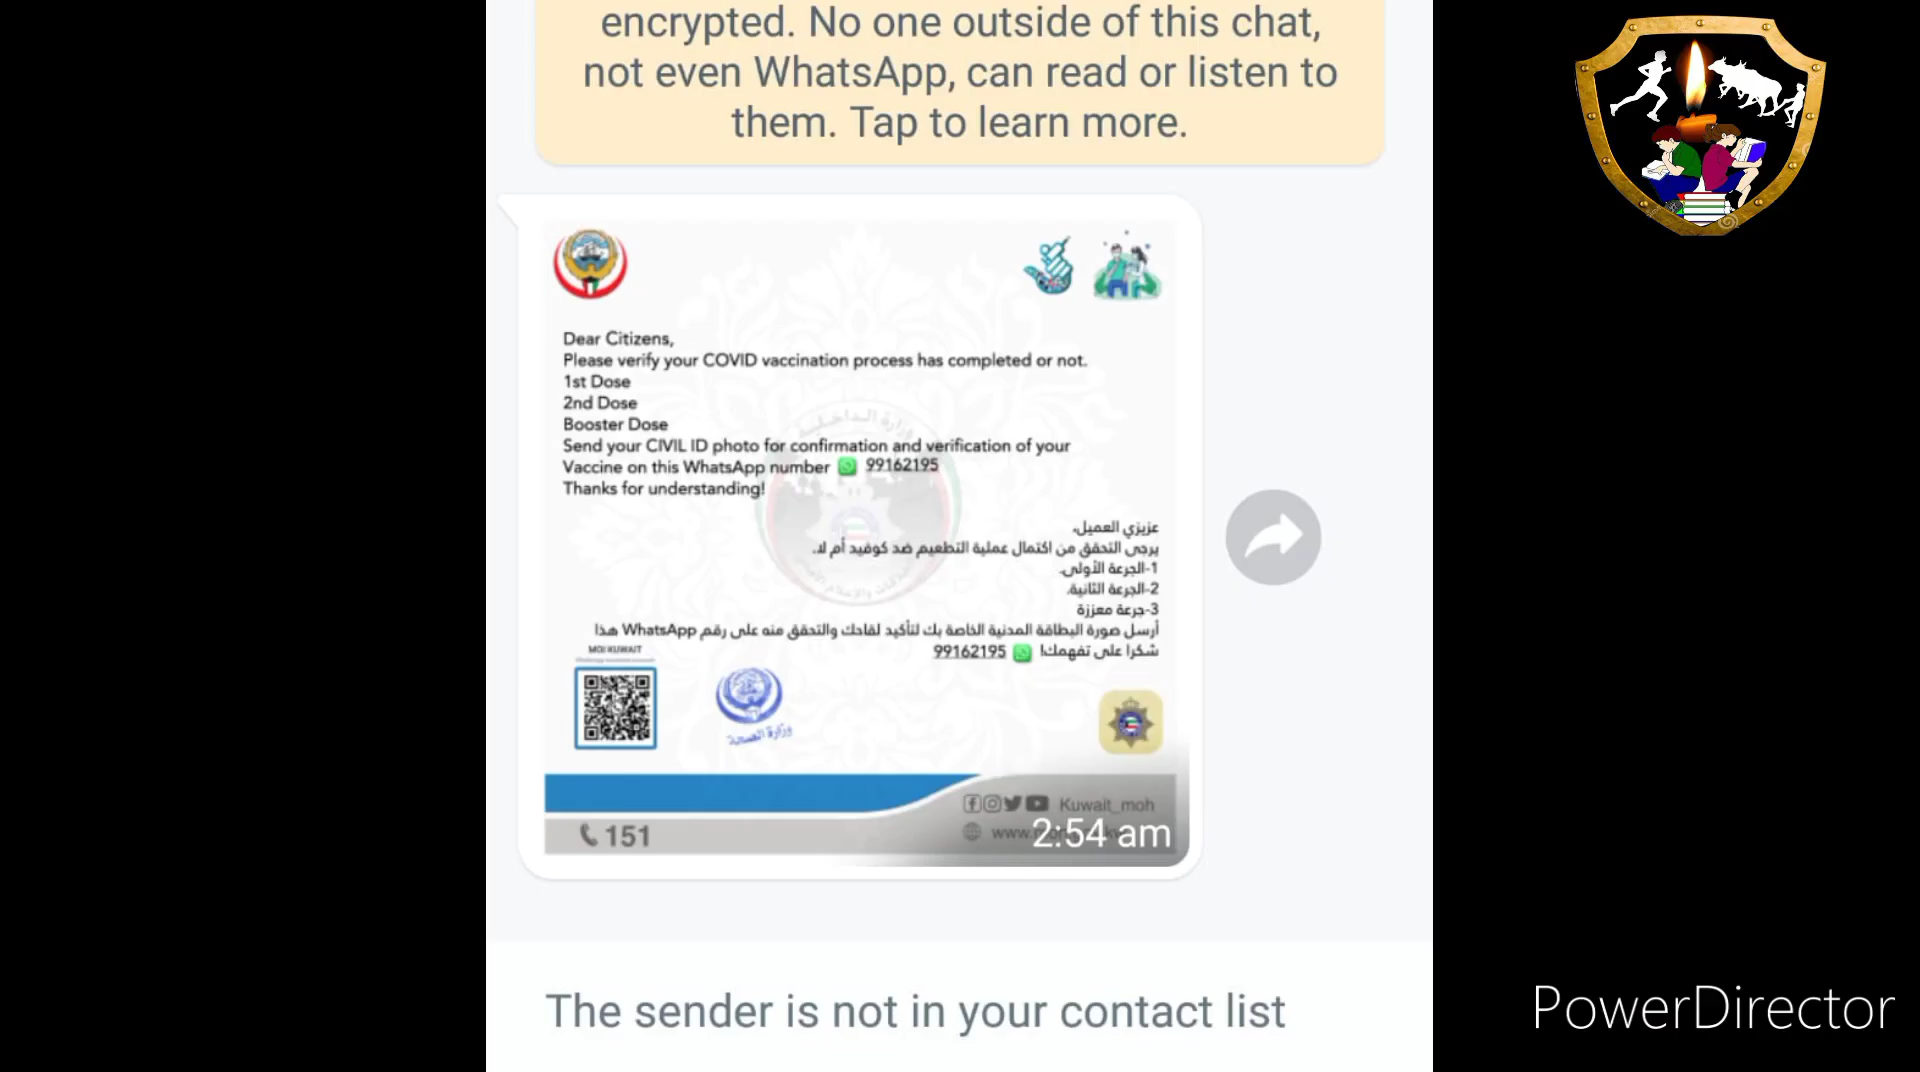 encrypted. No one outside of this chat,
not even WhatsApp, can read or listen to
them. Tap to learn more.
Dear Citizens,
Please verify your COVID vaccination process has completed or not.
1st Dose
2nd Dose
Booster Dose
Send your CIVIL ID photo for confirmation and verification of your
Vaccine on this WhatsApp number 99162195
Thanks for understanding!
وزارة الداخلية
عزيزي العميل،
يرجى التحقق من اكتمال عملية التطعيم ضد كوفيد أم لا.
1-الجرعة الأولى.
2-الجرعة الثانية.
3-جرعة معززة
أرسل صورة البطاقة المدنية الخاصة بك لتأكيد لقاحك والتحقق منه على رقم WhatsApp هذا
شكرا على تفهمك! 99162195
MOI KUWAIT
وزارة الصحة
Kuwait_moh
151
www.
2:54 am
The sender is not in your contact list
PowerDirector